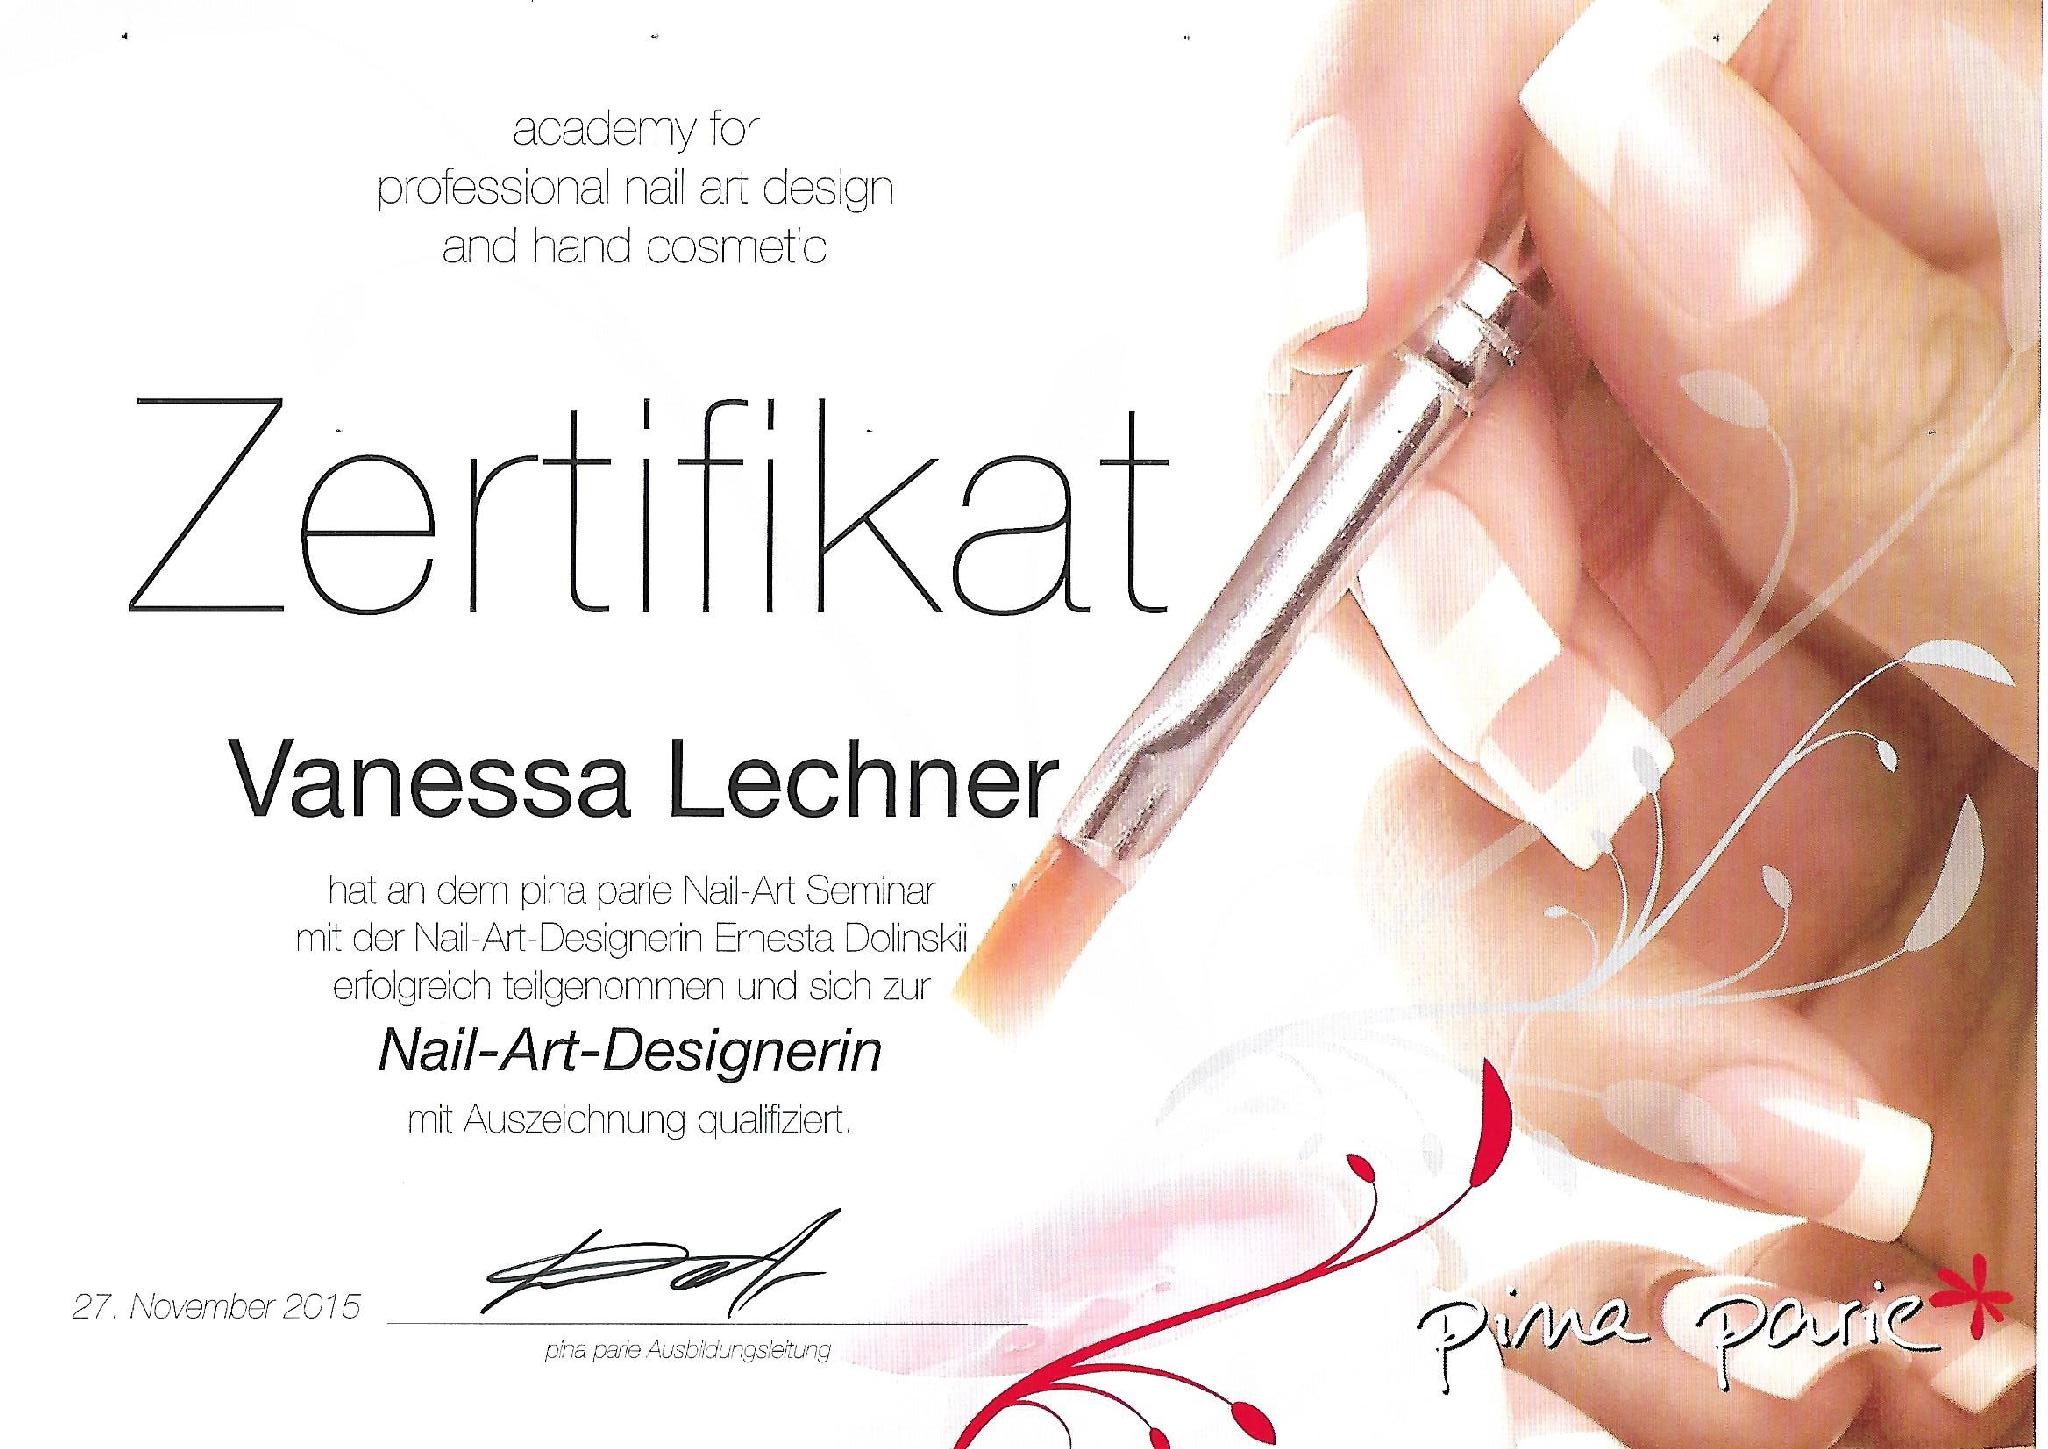 academy for
professional nail art design
and hand cosmetic
Zertifikat
Vanessa Lechner
hat an dem pina parie Nail-Art Seminar
mit der Nail-Art-Designerin Ernesta Dolinskii
erfolgreich teilgenommen und sich zur
Nail-Art-Designerin
mit Auszeichnung qualifiziert.
27. November 2015
pina parie Ausbildungsleitung
pina parie*